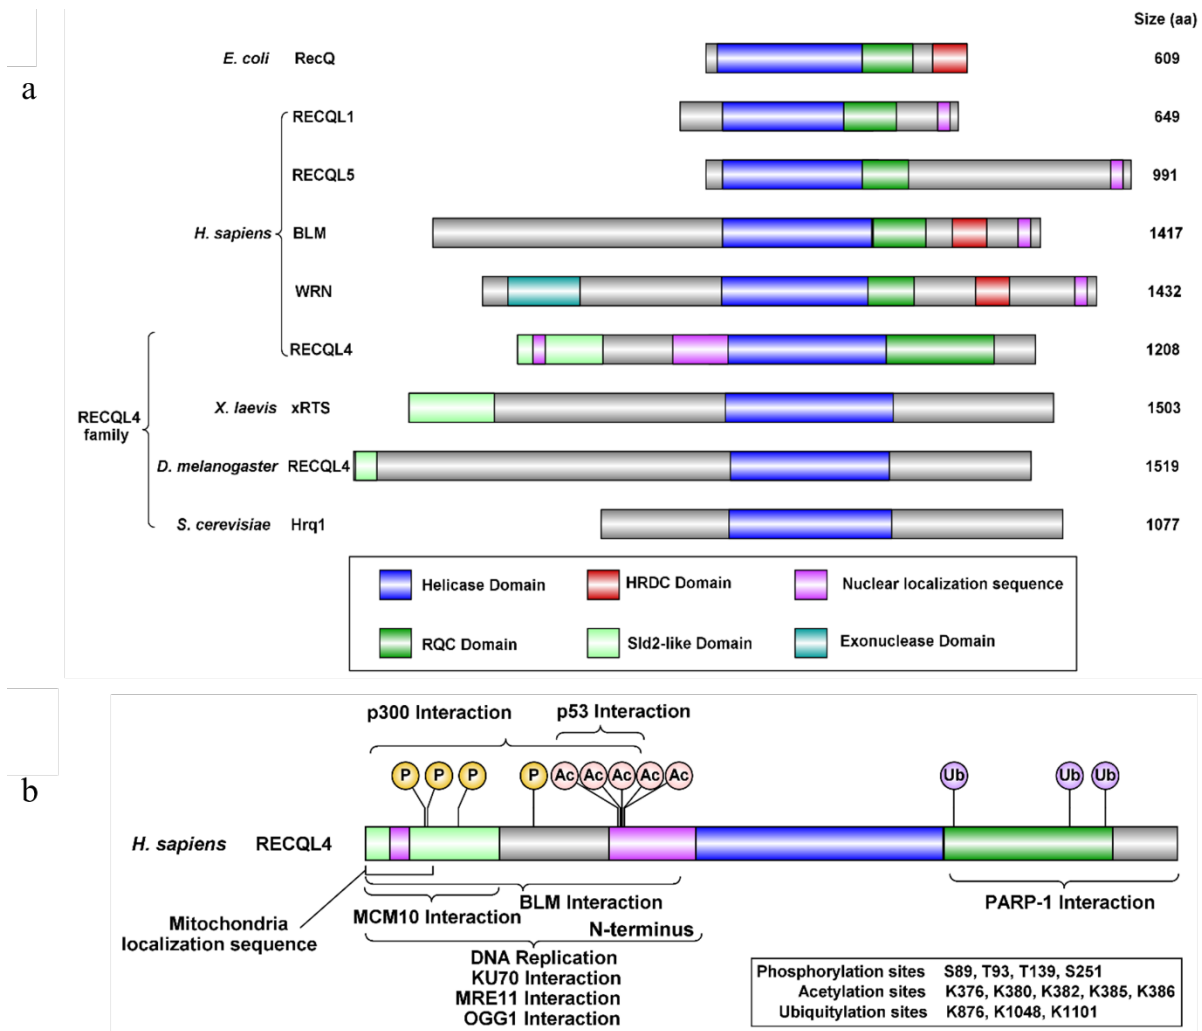 Size (aa)
a
E. coli RecQ 609
RECQL1 649
RECQL5 991
H. sapiens BLM 1417
WRN 1432
RECQL4 1208
RECQL4 family
X. laevis xRTS 1503
D. melanogaster RECQL4 1519
S. cerevisiae Hrq1 1077
Helicase Domain HRDC Domain Nuclear localization sequence
RQC Domain Sld2-like Domain Exonuclease Domain
b
p300 Interaction p53 Interaction
P P P P Ac Ac Ac Ac Ac Ub Ub Ub
H. sapiens RECQL4
Mitochondria
localization sequence
MCM10 Interaction
BLM Interaction
PARP-1 Interaction
N-terminus
DNA Replication
KU70 Interaction
MRE11 Interaction
OGG1 Interaction
Phosphorylation sites S89, T93, T139, S251
Acetylation sites K376, K380, K382, K385, K386
Ubiquitylation sites K876, K1048, K1101